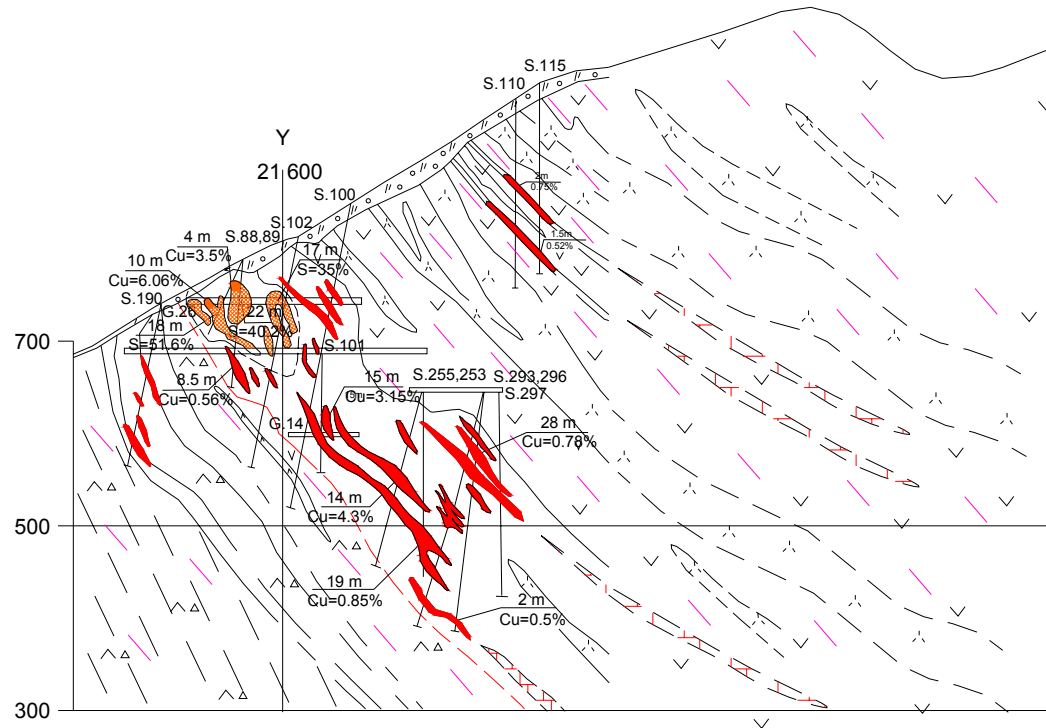 S.115
S.110
Y
21 600
2m
0.75%
S.100
S.102
1.5m
0.52%
4 m
S.88,89
Cu=3.5%
17 m
S=35%
10 m
Cu=6.06%
S.190
22 m
18 m
S=40.2%
700
S=51.6%
S.101
8.5 m
Cu=0.56%
15 m
Cu=3.15%
S.255,253
S.293,296
S.297
G.14
28 m
Cu=0.78%
14 m
Cu=4.3%
500
19 m
Cu=0.85%
2 m
Cu=0.5%
300